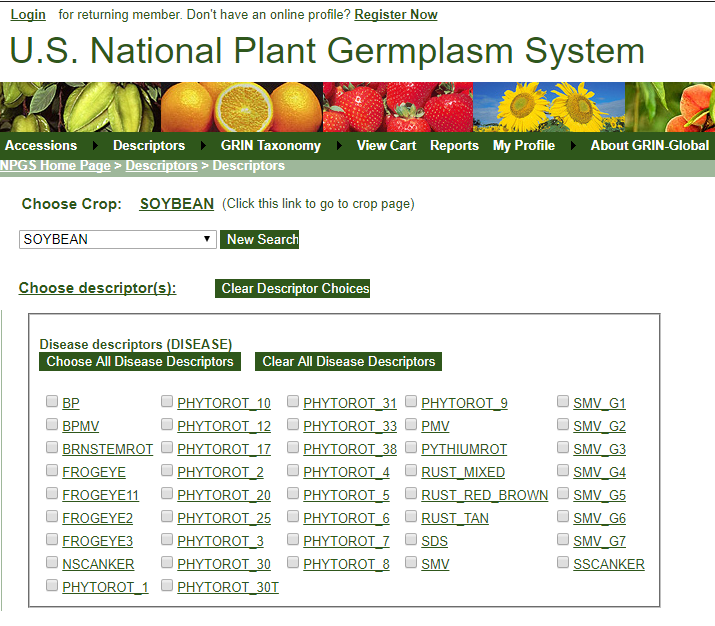 Login for returning member. Don't have an online profile? Register Now
U.S. National Plant Germplasm System
Accessions Descriptors GRIN Taxonomy View Cart Reports My Profile About GRIN-Global
NPGS Home Page > Descriptors > Descriptors
Choose Crop: SOYBEAN (Click this link to go to crop page)
SOYBEAN New Search
Choose descriptor(s): Clear Descriptor Choices
Disease descriptors (DISEASE)
Choose All Disease Descriptors Clear All Disease Descriptors
BP PHYTOROT_10 PHYTOROT_31 PHYTOROT_9 SMV_G1
BPMV PHYTOROT_12 PHYTOROT_33 PMV SMV_G2
BRNSTEMROT PHYTOROT_17 PHYTOROT_38 PYTHIUMROT SMV_G3
FROGEYE PHYTOROT_2 PHYTOROT_4 RUST_MIXED SMV_G4
FROGEYE11 PHYTOROT_20 PHYTOROT_5 RUST_RED_BROWN SMV_G5
FROGEYE2 PHYTOROT_25 PHYTOROT_6 RUST_TAN SMV_G6
FROGEYE3 PHYTOROT_3 PHYTOROT_7 SDS SMV_G7
NSCANKER PHYTOROT_30 PHYTOROT_8 SMV SSCANKER
PHYTOROT_1 PHYTOROT_30T